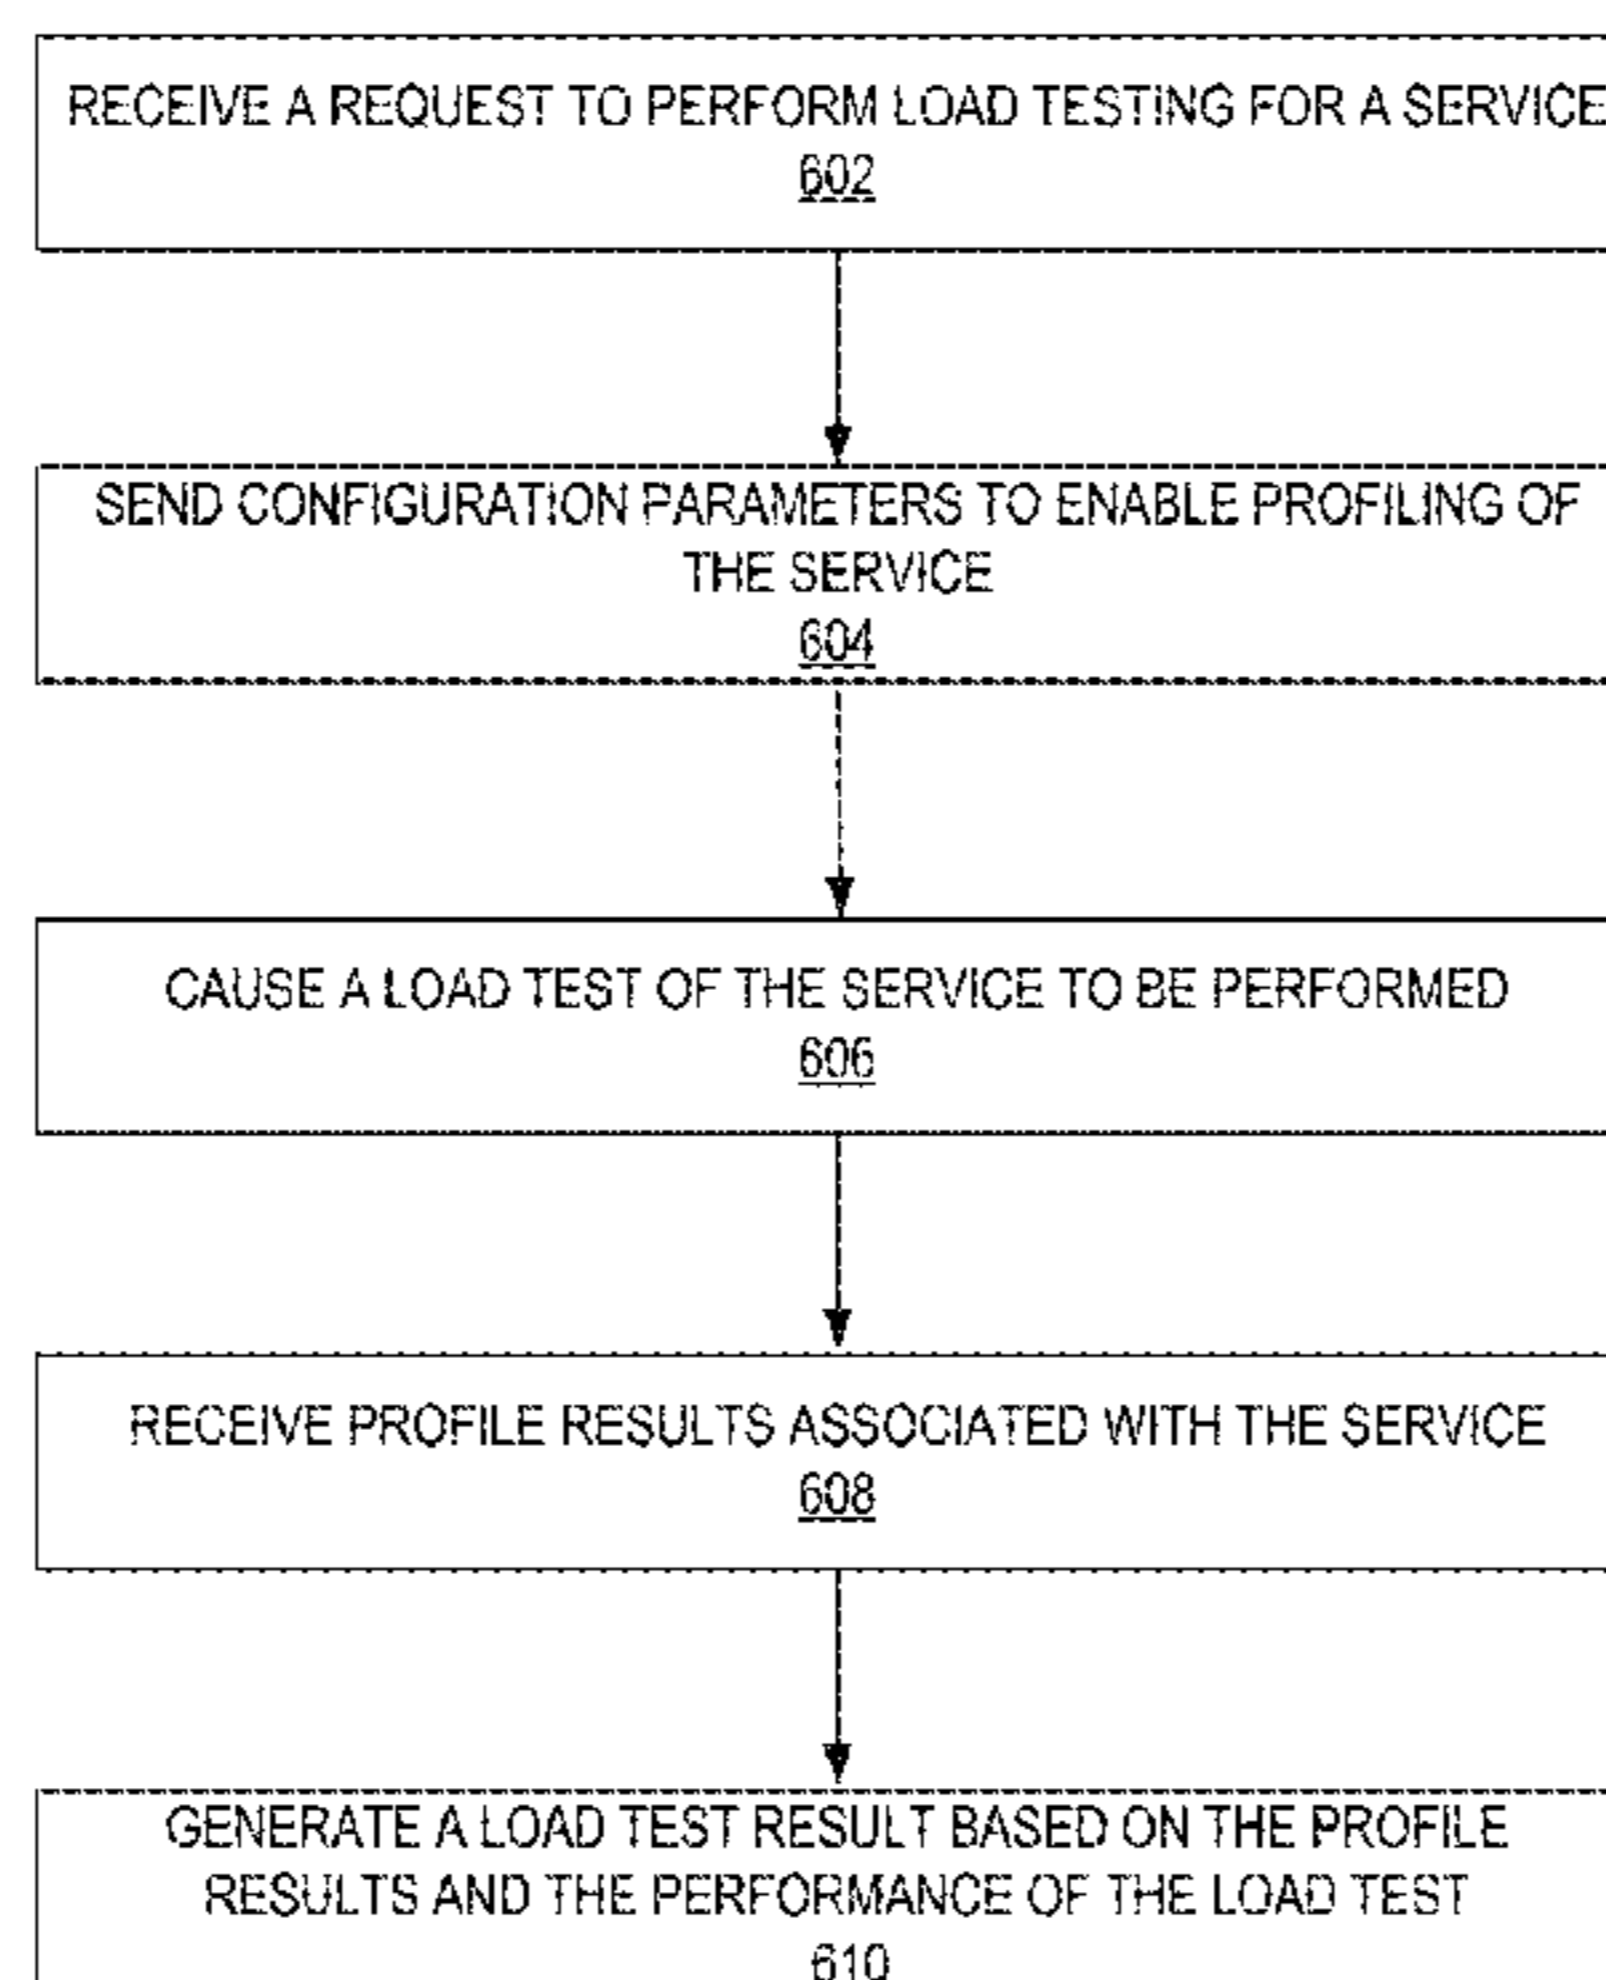 RECEIVE A REQUEST TO PERFORM LOAD TESTING FOR A SERVICE
602
SEND CONFIGURATION PARAMETERS TO ENABLE PROFILING OF
THE SERVICE
604
CAUSE A LOAD TEST OF THE SERVICE TO BE PERFORMED
606
RECEIVE PROFILE RESULTS ASSOCIATED WITH THE SERVICE
608
GENERATE A LOAD TEST RESULT BASED ON THE PROFILE
RESULTS AND THE PERFORMANCE OF THE LOAD TEST
610